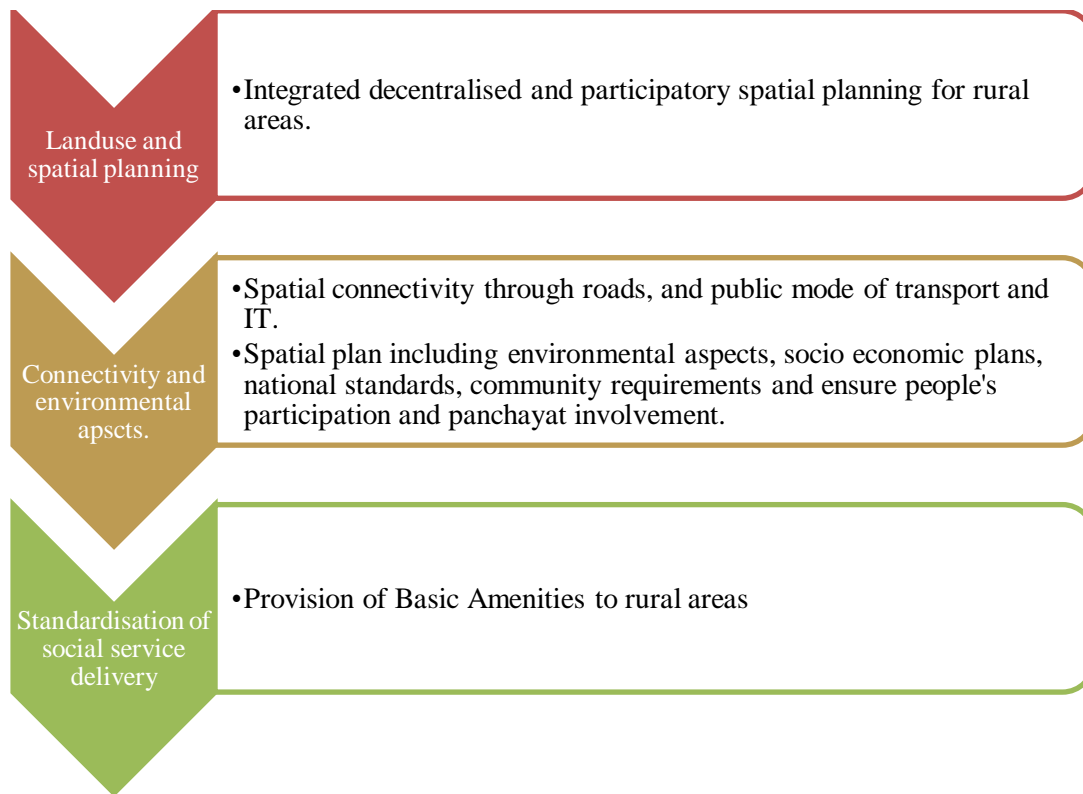 Landuse and
spatial planning
•Integrated decentralised and participatory spatial planning for rural
areas.
Connectivity and
environmental
apscts.
•Spatial connectivity through roads, and public mode of transport and
IT.
•Spatial plan including environmental aspects, socio economic plans,
national standards, community requirements and ensure people's
participation and panchayat involvement.
Standardisation of
social service
delivery
•Provision of Basic Amenities to rural areas